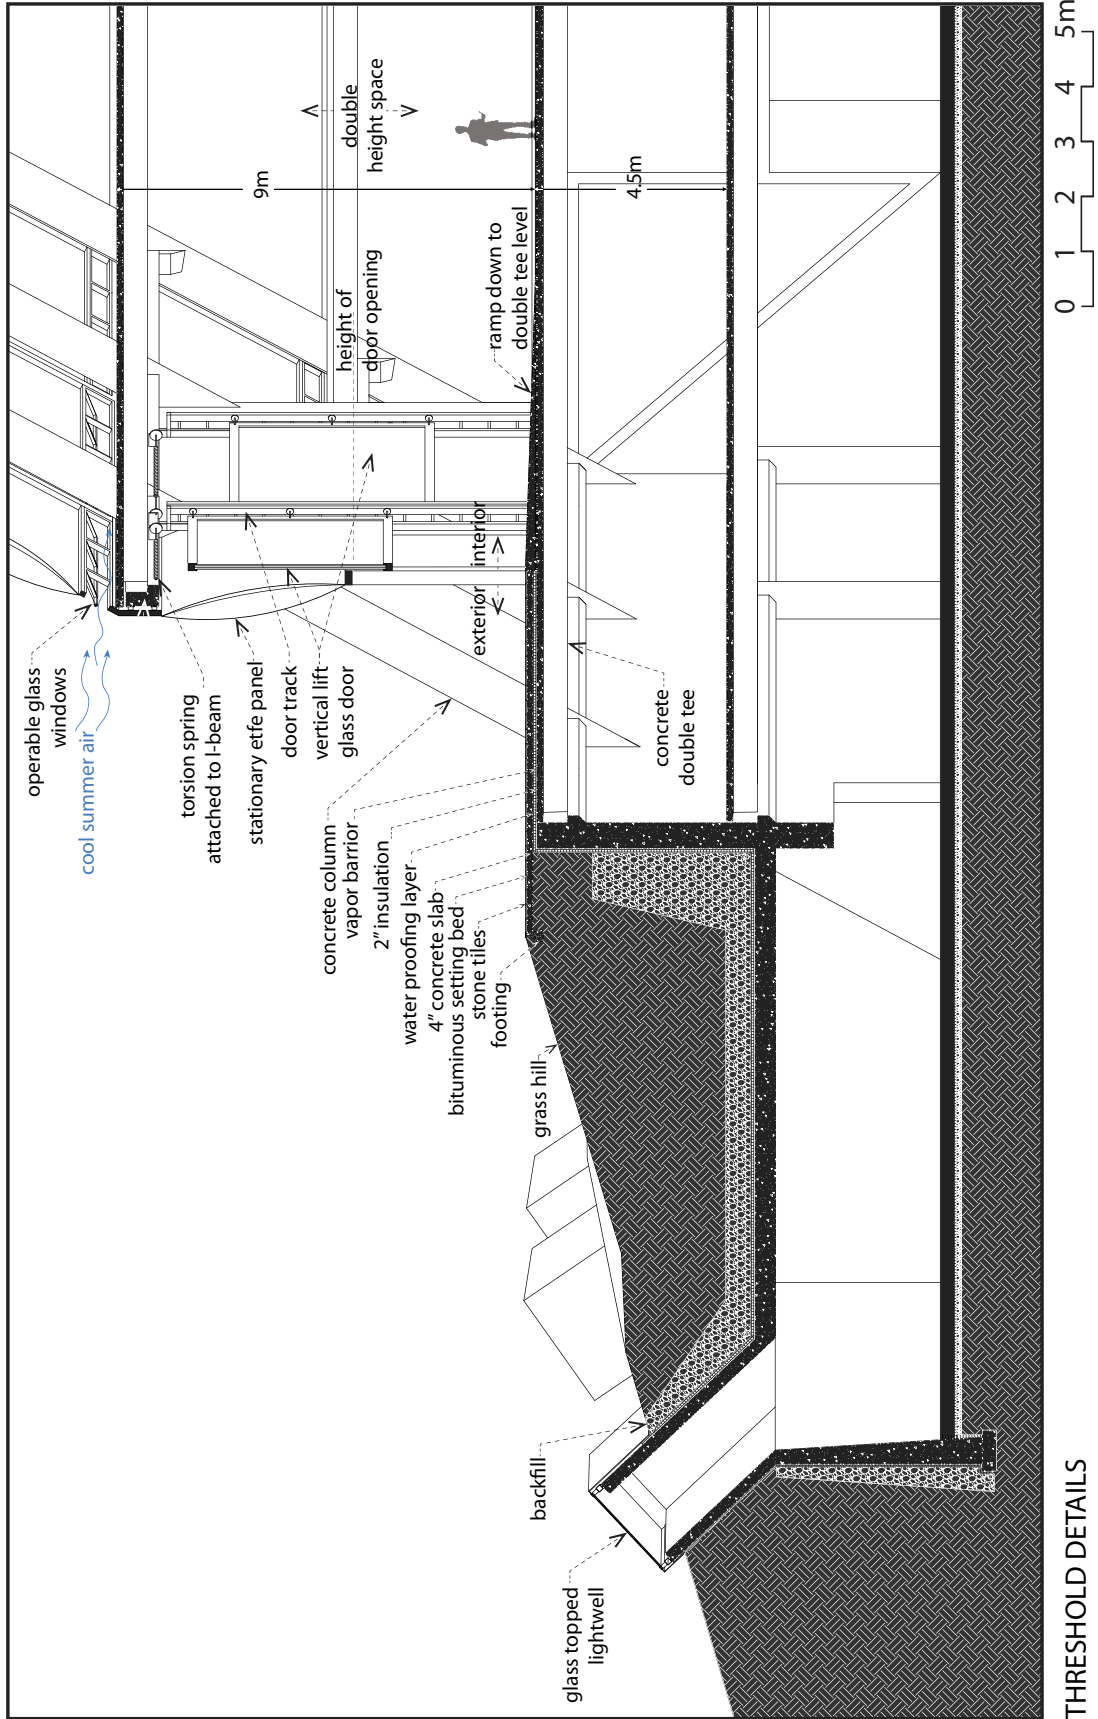 operable glass
windows
cool summer air
torsion spring
attached to I-beam
stationary etfe panel
door track
vertical lift
glass door
concrete column
vapor barrier
2" insulation
water proofing layer
4" concrete slab
bituminous setting bed
stone tiles
footing
grass hill
backfill
glass topped
lightwell
exterior
interior
concrete
double tee
height of
door opening
ramp down to
double tee level
double
height space
9m
4.5m
THRESHOLD DETAILS
0 1 2 3 4 5m